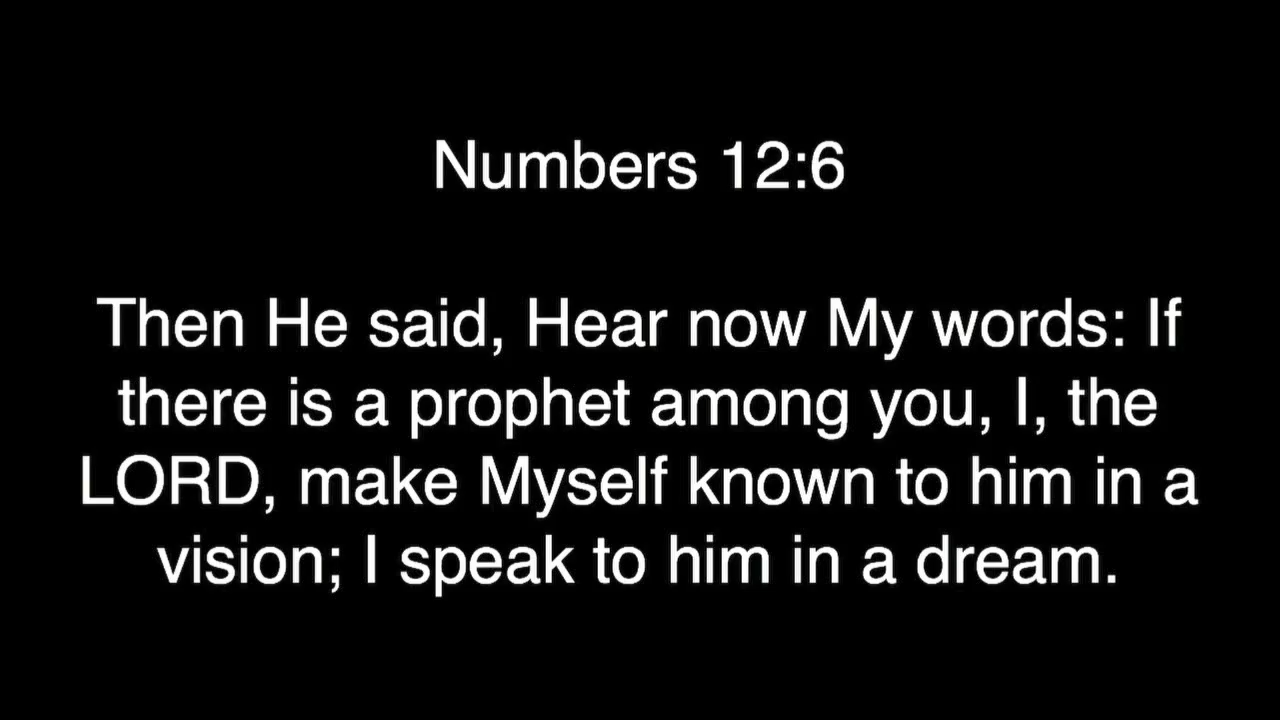 Numbers 12:6
Then He said, Hear now My words: If
there is a prophet among you, I, the
LORD, make Myself known to him in a
vision; I speak to him in a dream.